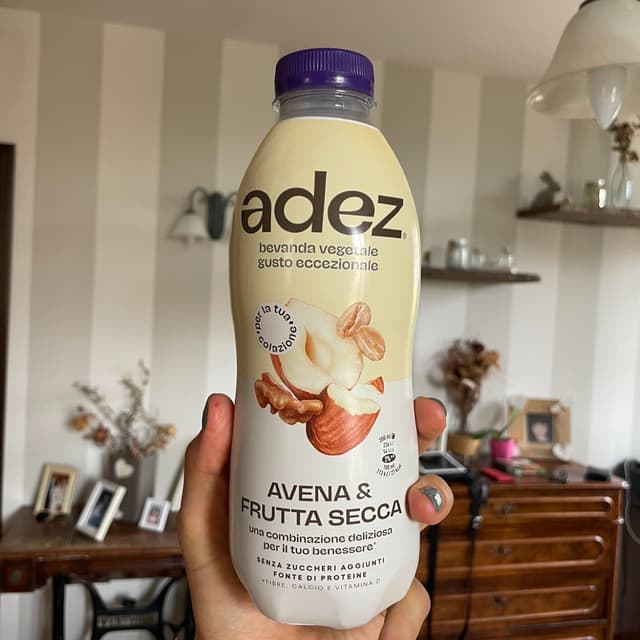 adez
bevanda vegetale
gusto eccezionale
per la tua colazione
AVENA &
FRUTTA SECCA
una combinazione deliziosa
per il tuo benessere*
SENZA ZUCCHERI AGGIUNTI
FONTE DI PROTEINE
+FIBRE, CALCIO E VITAMINA D